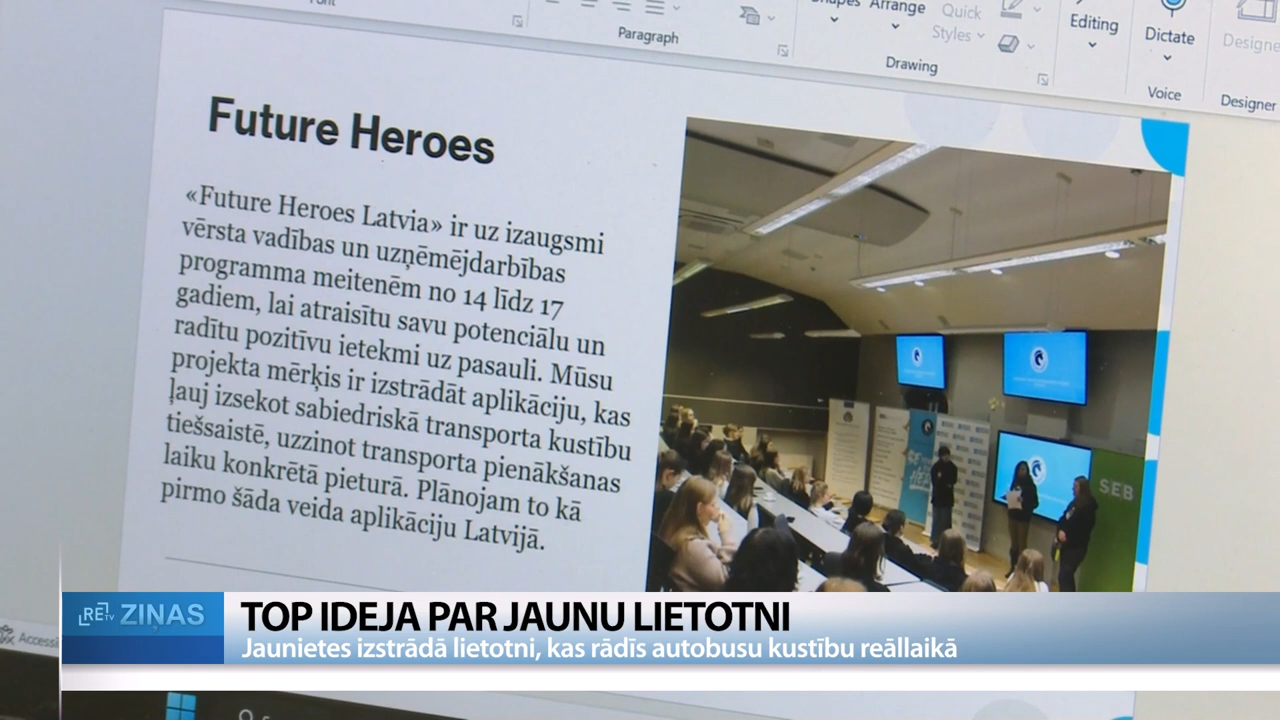 Font
Paragraph
Shapes
Arrange
Quick
Styles
Drawing
Editing
Dictate
Voice
Designer
Future Heroes
«Future Heroes Latvia» ir uz izaugsmi
vērsta vadības un uzņēmējdarbības
programma meitenēm no 14 līdz 17
gadiem, lai atraisītu savu potenciālu un
radītu pozitīvu ietekmi uz pasauli. Mūsu
projekta mērķis ir izstrādāt aplikāciju, kas
ļauj izsekot sabiedriskā transporta kustību
tiešsaistē, uzzinot transporta pienākšanas
laiku konkrētā pieturā. Plānojam to kā
pirmo šāda veida aplikāciju Latvijā.
SEB
RETV ZIŅAS
TOP IDEJA PAR JAUNU LIETOTNI
Jaunietes izstrādā lietotni, kas rādīs autobusu kustību reāllaikā